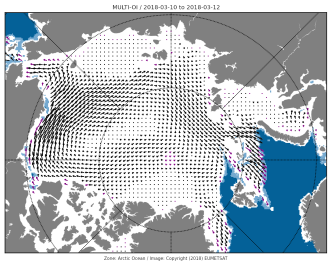 MULTI-OI / 2018-03-10 to 2018-03-12
Zone: Arctic Ocean / Image: Copyright (2018) EUMETSAT